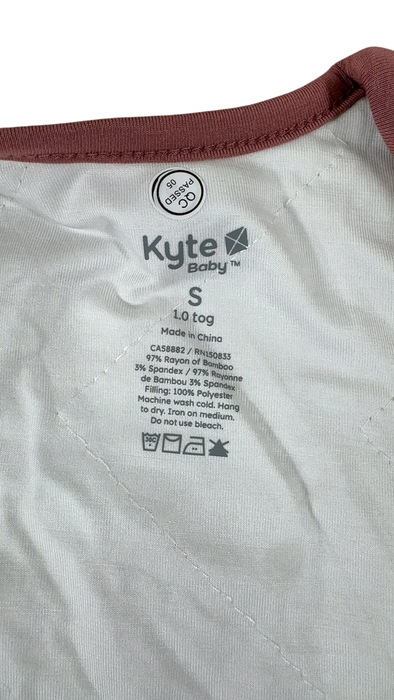 QC
PASSED
05
Kyte
Baby™
S
1.0 tog
Made in China
CA58882 / RN150833
97% Rayon of Bamboo
3% Spandex / 97% Rayonne
de Bambou 3% Spandex
Filling: 100% Polyester
Machine wash cold. Hang
to dry. Iron on medium.
Do not use bleach.
30C